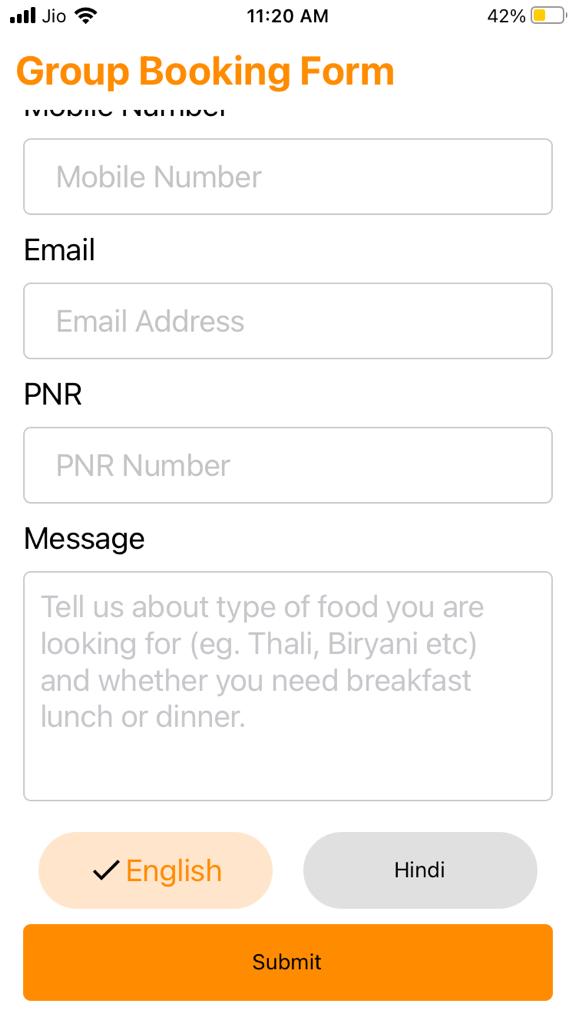 Jio 11:20 AM 42%
Group Booking Form
Mobile Number
Mobile Number
Email
Email Address
PNR
PNR Number
Message
Tell us about type of food you are
looking for (eg. Thali, Biryani etc)
and whether you need breakfast
lunch or dinner.
English Hindi
Submit